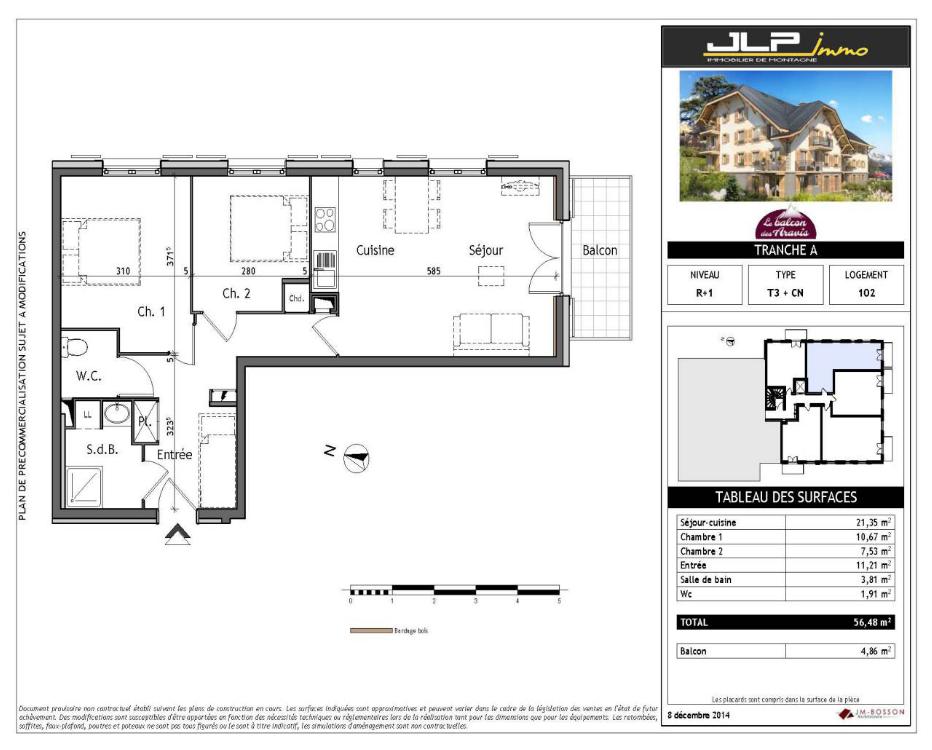 PLAN DE PRECOMMERCIALISATION SUJET A MODIFICATIONS
310
5
371⁵
280
5
585
Ch. 1
Ch. 2
Chd.
Cuisine
Séjour
Balcon
W.C.
5
LL
Pl.
323⁵
S.d.B.
Entrée
N
0 1 2 3 4 5
Bardage bois
Document provisoire non contractuel établi suivant les plans de construction en cours. Les surfaces indiquées sont approximatives et peuvent varier dans le cadre de la législation des ventes en l'état de futur
achèvement. Des modifications sont susceptibles d'être apportées en fonction des nécessités techniques ou réglementaires lors de la réalisation tant pour les dimensions que pour les équipements. Les retombées,
soffites, faux-plafond, poutres et poteaux ne sont pas tous figurés ou le sont à titre indicatif, les simulations d'aménagement sont non contractuelles.
JLP immo
IMMOBILIER DE MONTAGNE
Le balcon
des Aravis
TRANCHE A
NIVEAU TYPE LOGEMENT
R+1 T3 + CN 102
TABLEAU DES SURFACES
Séjour-cuisine 21,35 m²
Chambre 1 10,67 m²
Chambre 2 7,53 m²
Entrée 11,21 m²
Salle de bain 3,81 m²
Wc 1,91 m²
TOTAL 56,48 m²
Balcon 4,86 m²
Les placards sont compris dans la surface de la pièce
8 décembre 2014
JM-BOSSON